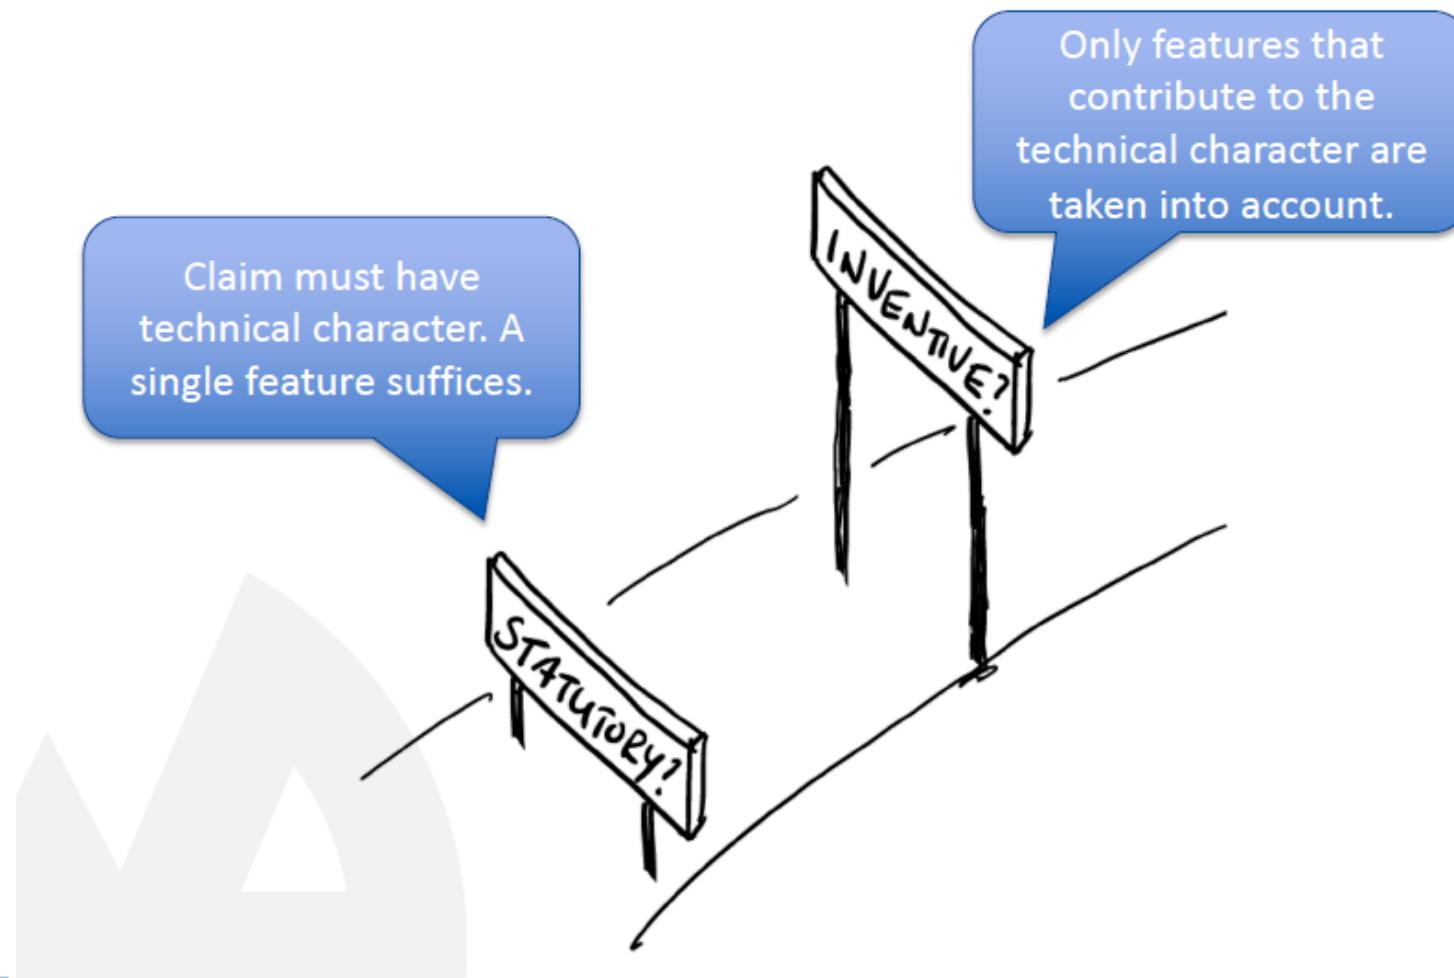 Only features that
contribute to the
technical character are
taken into account.
INVENTIVE?
Claim must have
technical character. A
single feature suffices.
STATUTORY?